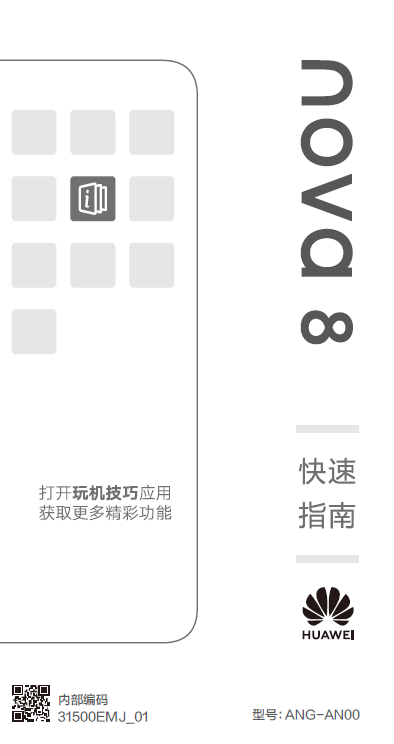 nova 8
快速
指南
HUAWEI
打开玩机技巧应用
获取更多精彩功能
内部编码
31500EMJ_01
型号: ANG-AN00